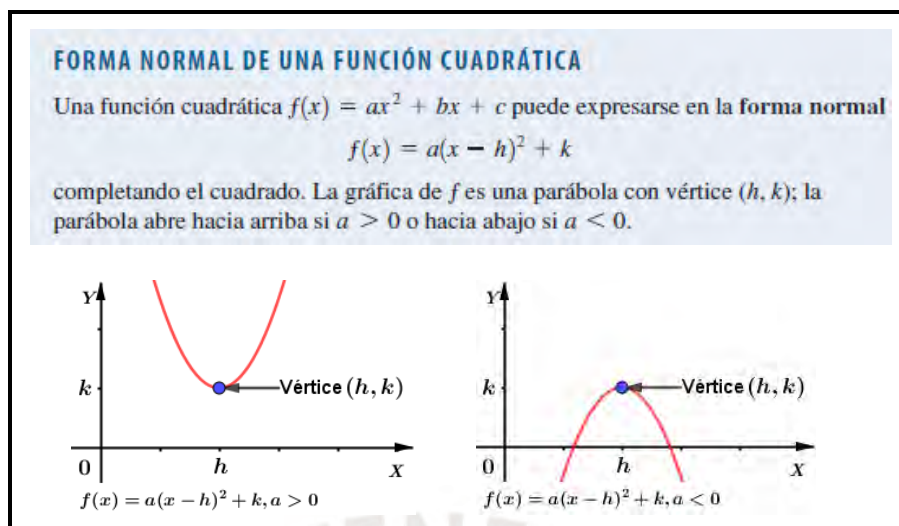 FORMA NORMAL DE UNA FUNCIÓN CUADRÁTICA
Una función cuadrática f(x) = ax² + bx + c puede expresarse en la forma normal
f(x) = a(x − h)² + k
completando el cuadrado. La gráfica de f es una parábola con vértice (h, k); la
parábola abre hacia arriba si a > 0 o hacia abajo si a < 0.
Y
k
Vértice (h, k)
0
h
X
f(x) = a(x − h)² + k, a > 0
Y
k
Vértice (h, k)
0
h
X
f(x) = a(x − h)² + k, a < 0